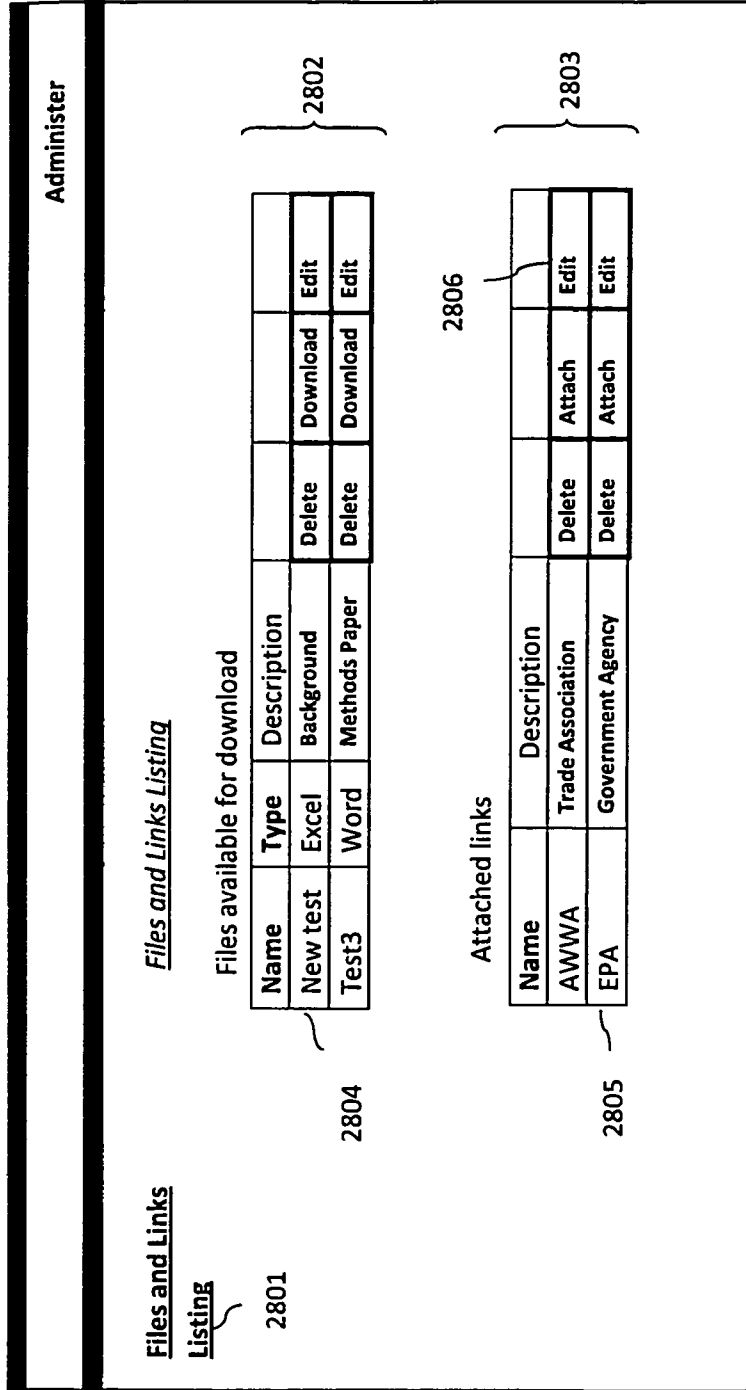 Administer
Files and Links
Listing
2801
Files and Links Listing
Files available for download
Name Type Description
New test Excel Background Delete Download Edit
Test3 Word Methods Paper Delete Download Edit
2802
2804
2806
Attached links
Name Description
AWWA Trade Association Delete Attach Edit
EPA Government Agency Delete Attach Edit
2803
2805